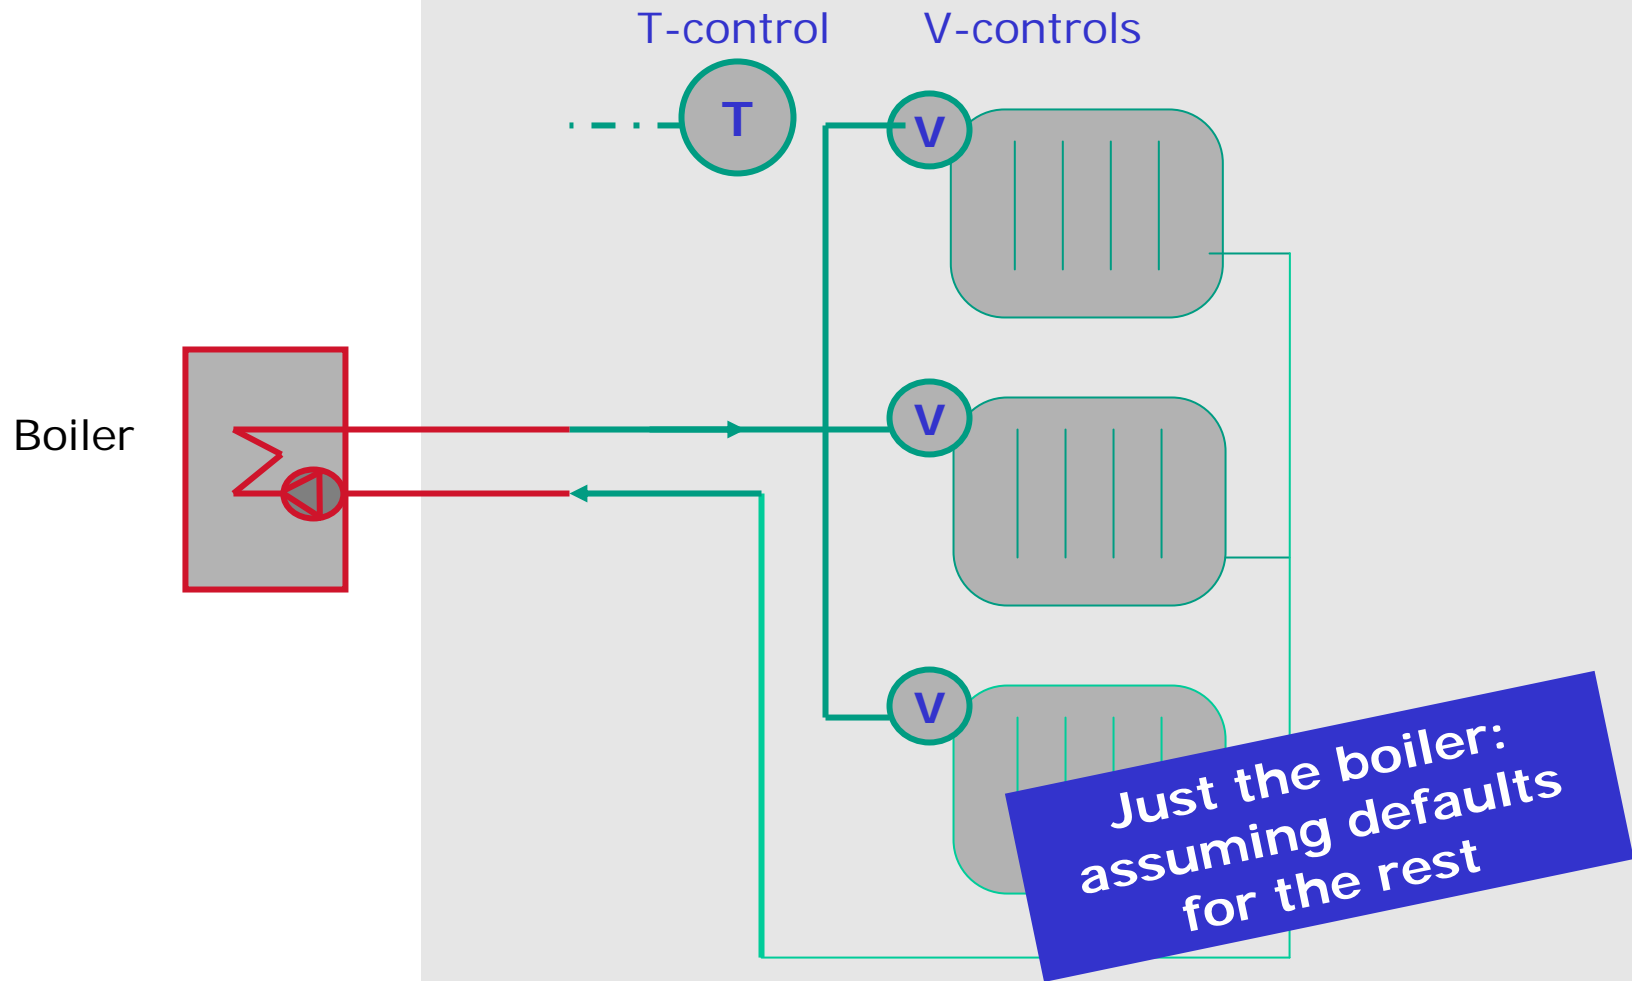 T-control
V-controls
T
V
Boiler
V
V
Just the boiler:
assuming defaults
for the rest